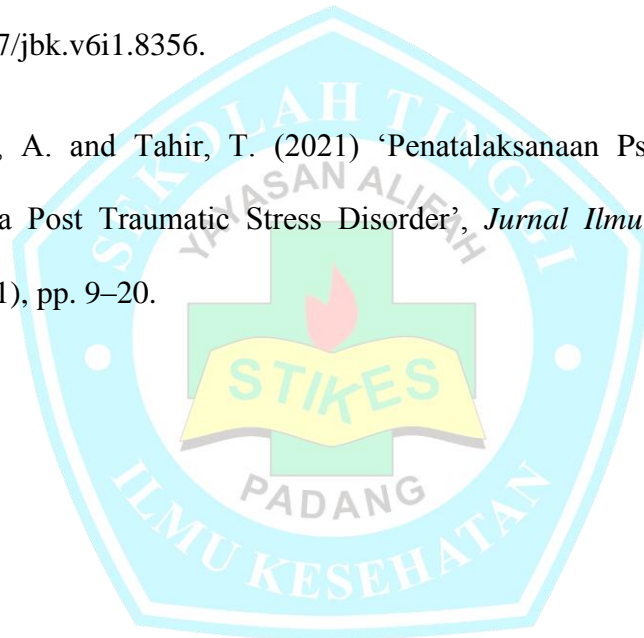 7/jbk.v6i1.8356.
, A. and Tahir, T. (2021) ‘Penatalaksanaan Ps
a Post Traumatic Stress Disorder’, Jurnal Ilmu
1), pp. 9–20.
SEKOLAH TINGGI
YAYASAN ALIFAH
STIKES
PADANG
ILMU KESEHATAN